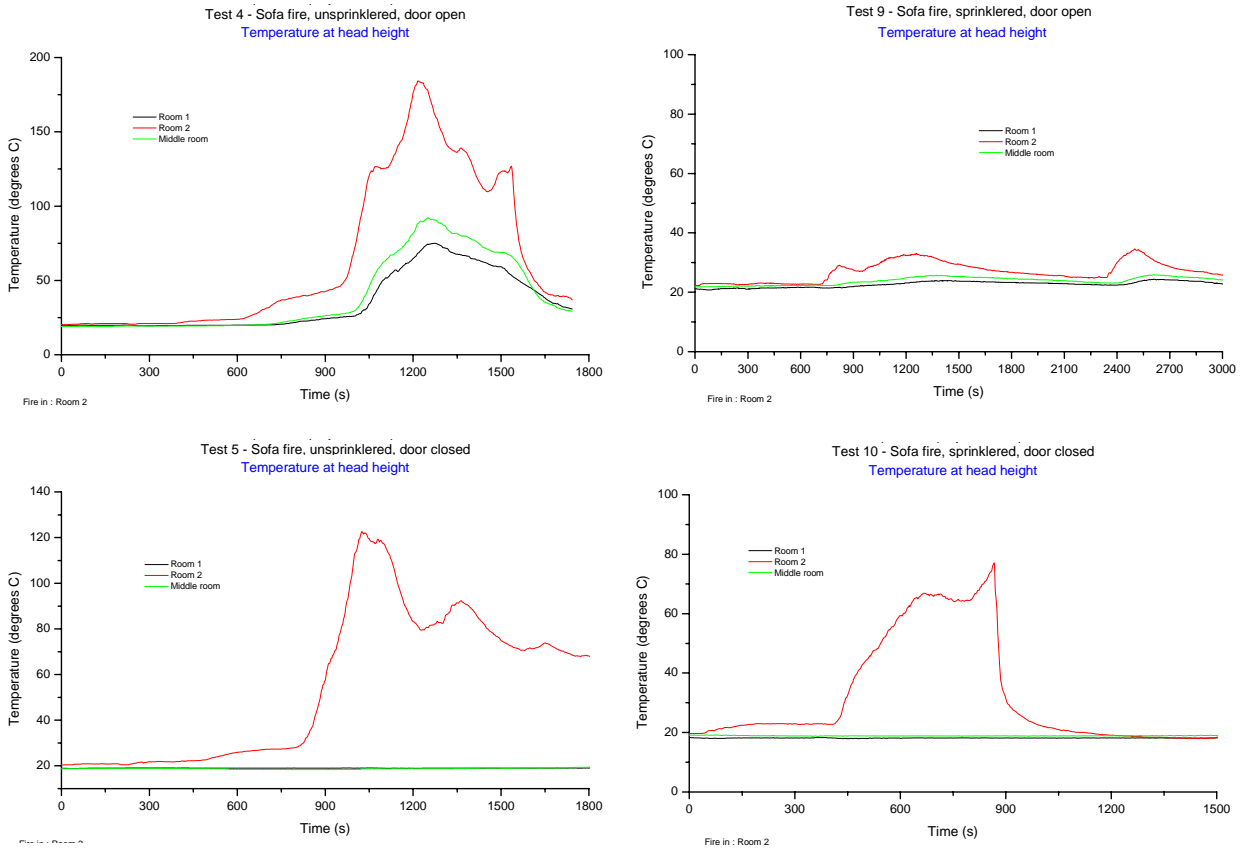 Test 4 - Sofa fire, unsprinklered, door open
Temperature at head height
200
150
100
50
0
Temperature (degrees C)
Room 1
Room 2
Middle room
0 300 600 900 1200 1500 1800
Time (s)
Fire in : Room 2
Test 9 - Sofa fire, sprinklered, door open
Temperature at head height
100
80
60
40
20
0
Temperature (degrees C)
Room 1
Room 2
Middle room
0 300 600 900 1200 1500 1800 2100 2400 2700 3000
Time (s)
Fire in : Room 2
Test 5 - Sofa fire, unsprinklered, door closed
Temperature at head height
140
120
100
80
60
40
20
Temperature (degrees C)
Room 1
Room 2
Middle room
0 300 600 900 1200 1500 1800
Time (s)
Fire in : Room 2
Test 10 - Sofa fire, sprinklered, door closed
Temperature at head height
100
80
60
40
20
0
Temperature (degrees C)
Room 1
Room 2
Middle room
0 300 600 900 1200 1500
Time (s)
Fire in : Room 2